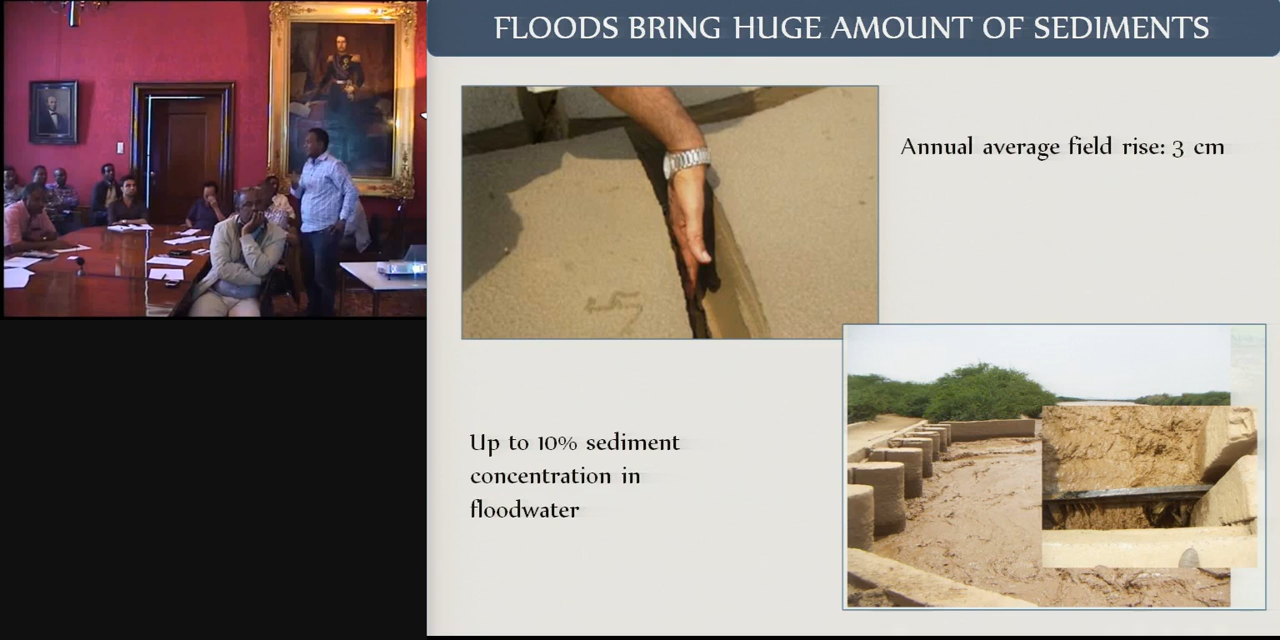 FLOODS BRING HUGE AMOUNT OF SEDIMENTS
Annual average field rise: 3 cm
Up to 10% sediment
concentration in
floodwater